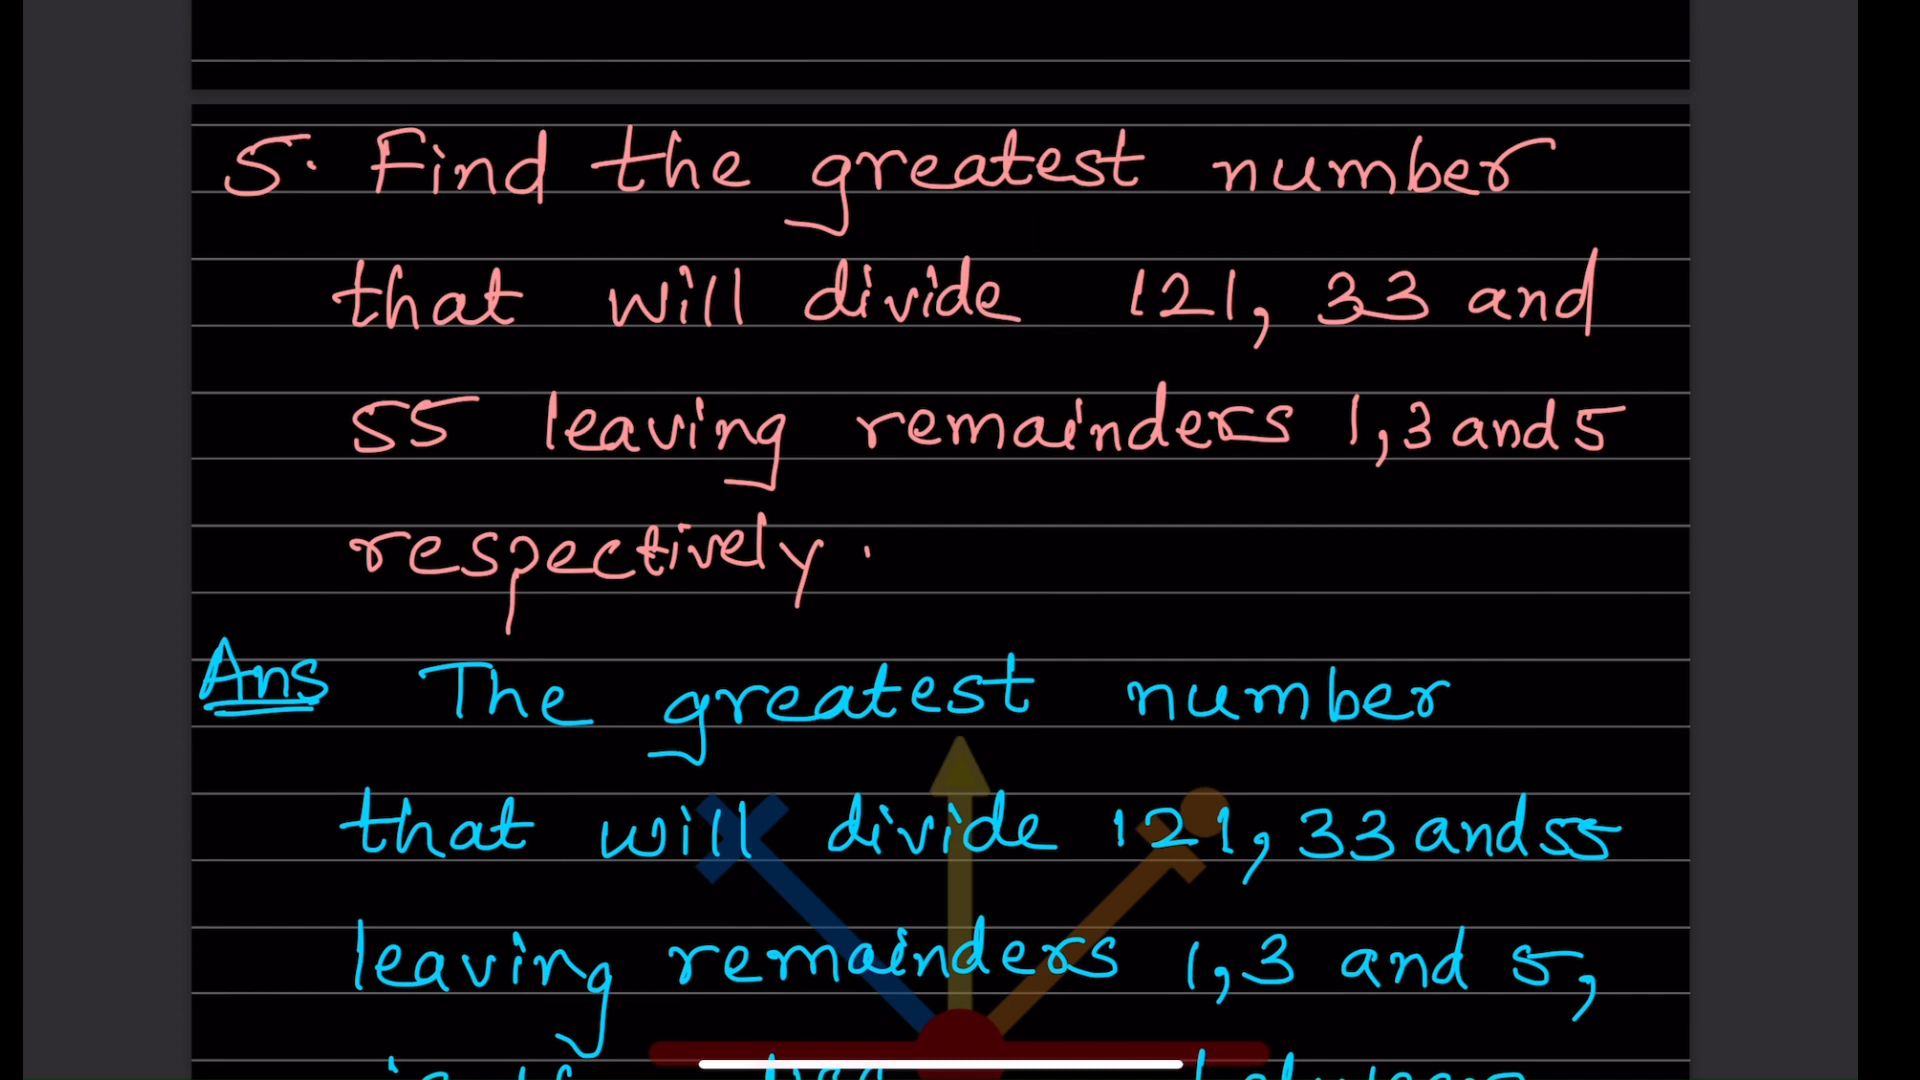 5. Find the greatest number
that will divide 121, 33 and
55 leaving remainders 1, 3 and 5
respectively.
Ans The greatest number
that will divide 121, 33 and 55
leaving remainders 1, 3 and 5,